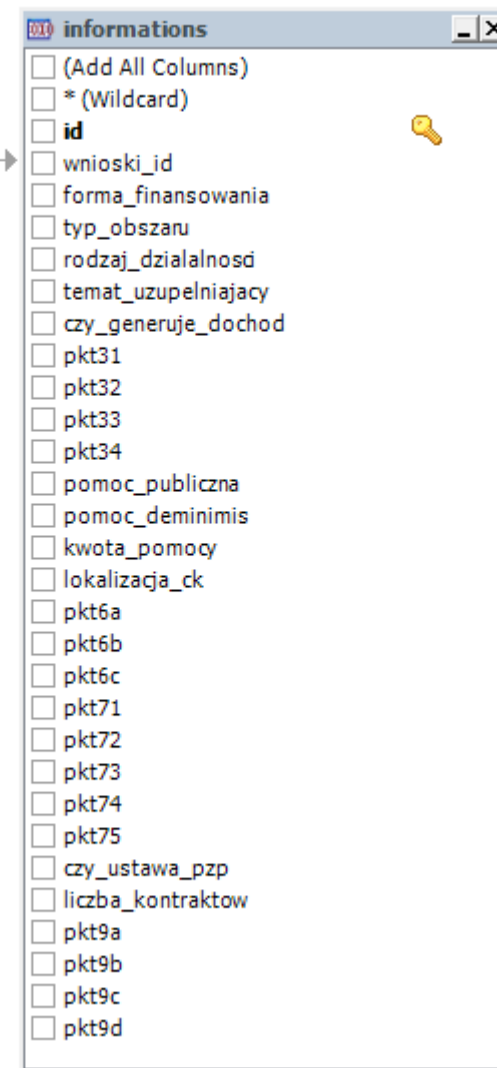 informations
(Add All Columns)
* (Wildcard)
id
wnioski_id
forma_finansowania
typ_obszaru
rodzaj_dzialalnosci
temat_uzupelniajacy
czy_generuje_dochod
pkt31
pkt32
pkt33
pkt34
pomoc_publiczna
pomoc_deminimis
kwota_pomocy
lokalizacja_ck
pkt6a
pkt6b
pkt6c
pkt71
pkt72
pkt73
pkt74
pkt75
czy_ustawa_pzp
liczba_kontraktow
pkt9a
pkt9b
pkt9c
pkt9d